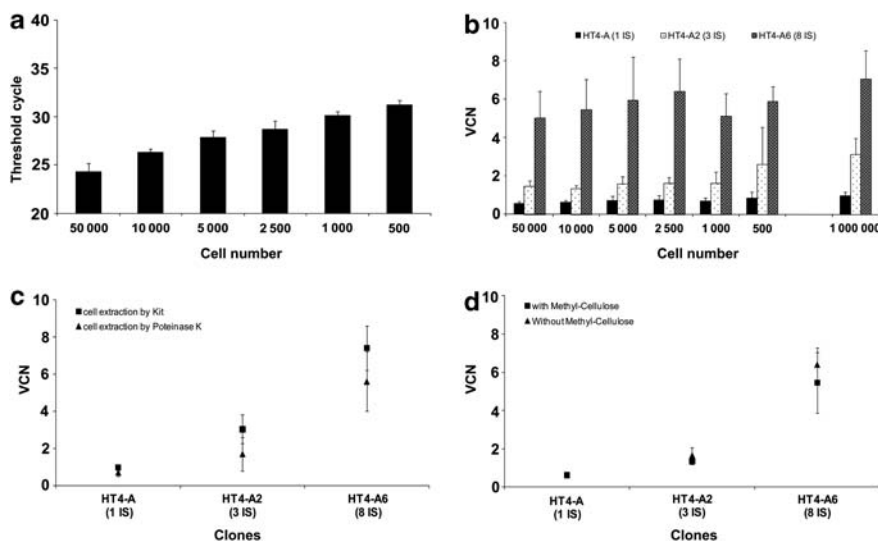 a
Threshold cycle
40
35
30
25
20
50 000
10 000
5 000
2 500
1 000
500
Cell number
b
HT4-A (1 IS)
HT4-A2 (3 IS)
HT4-A6 (8 IS)
VCN
10
8
6
4
2
0
50 000
10 000
5 000
2 500
1 000
500
1 000 000
Cell number
c
cell extraction by Kit
cell extraction by Poteinase K
VCN
10
8
6
4
2
0
HT4-A
(1 IS)
HT4-A2
(3 IS)
HT4-A6
(8 IS)
Clones
d
with Methyl-Cellulose
Without Methyl-Cellulose
VCN
10
8
6
4
2
0
HT4-A
(1 IS)
HT4-A2
(3 IS)
HT4-A6
(8 IS)
Clones